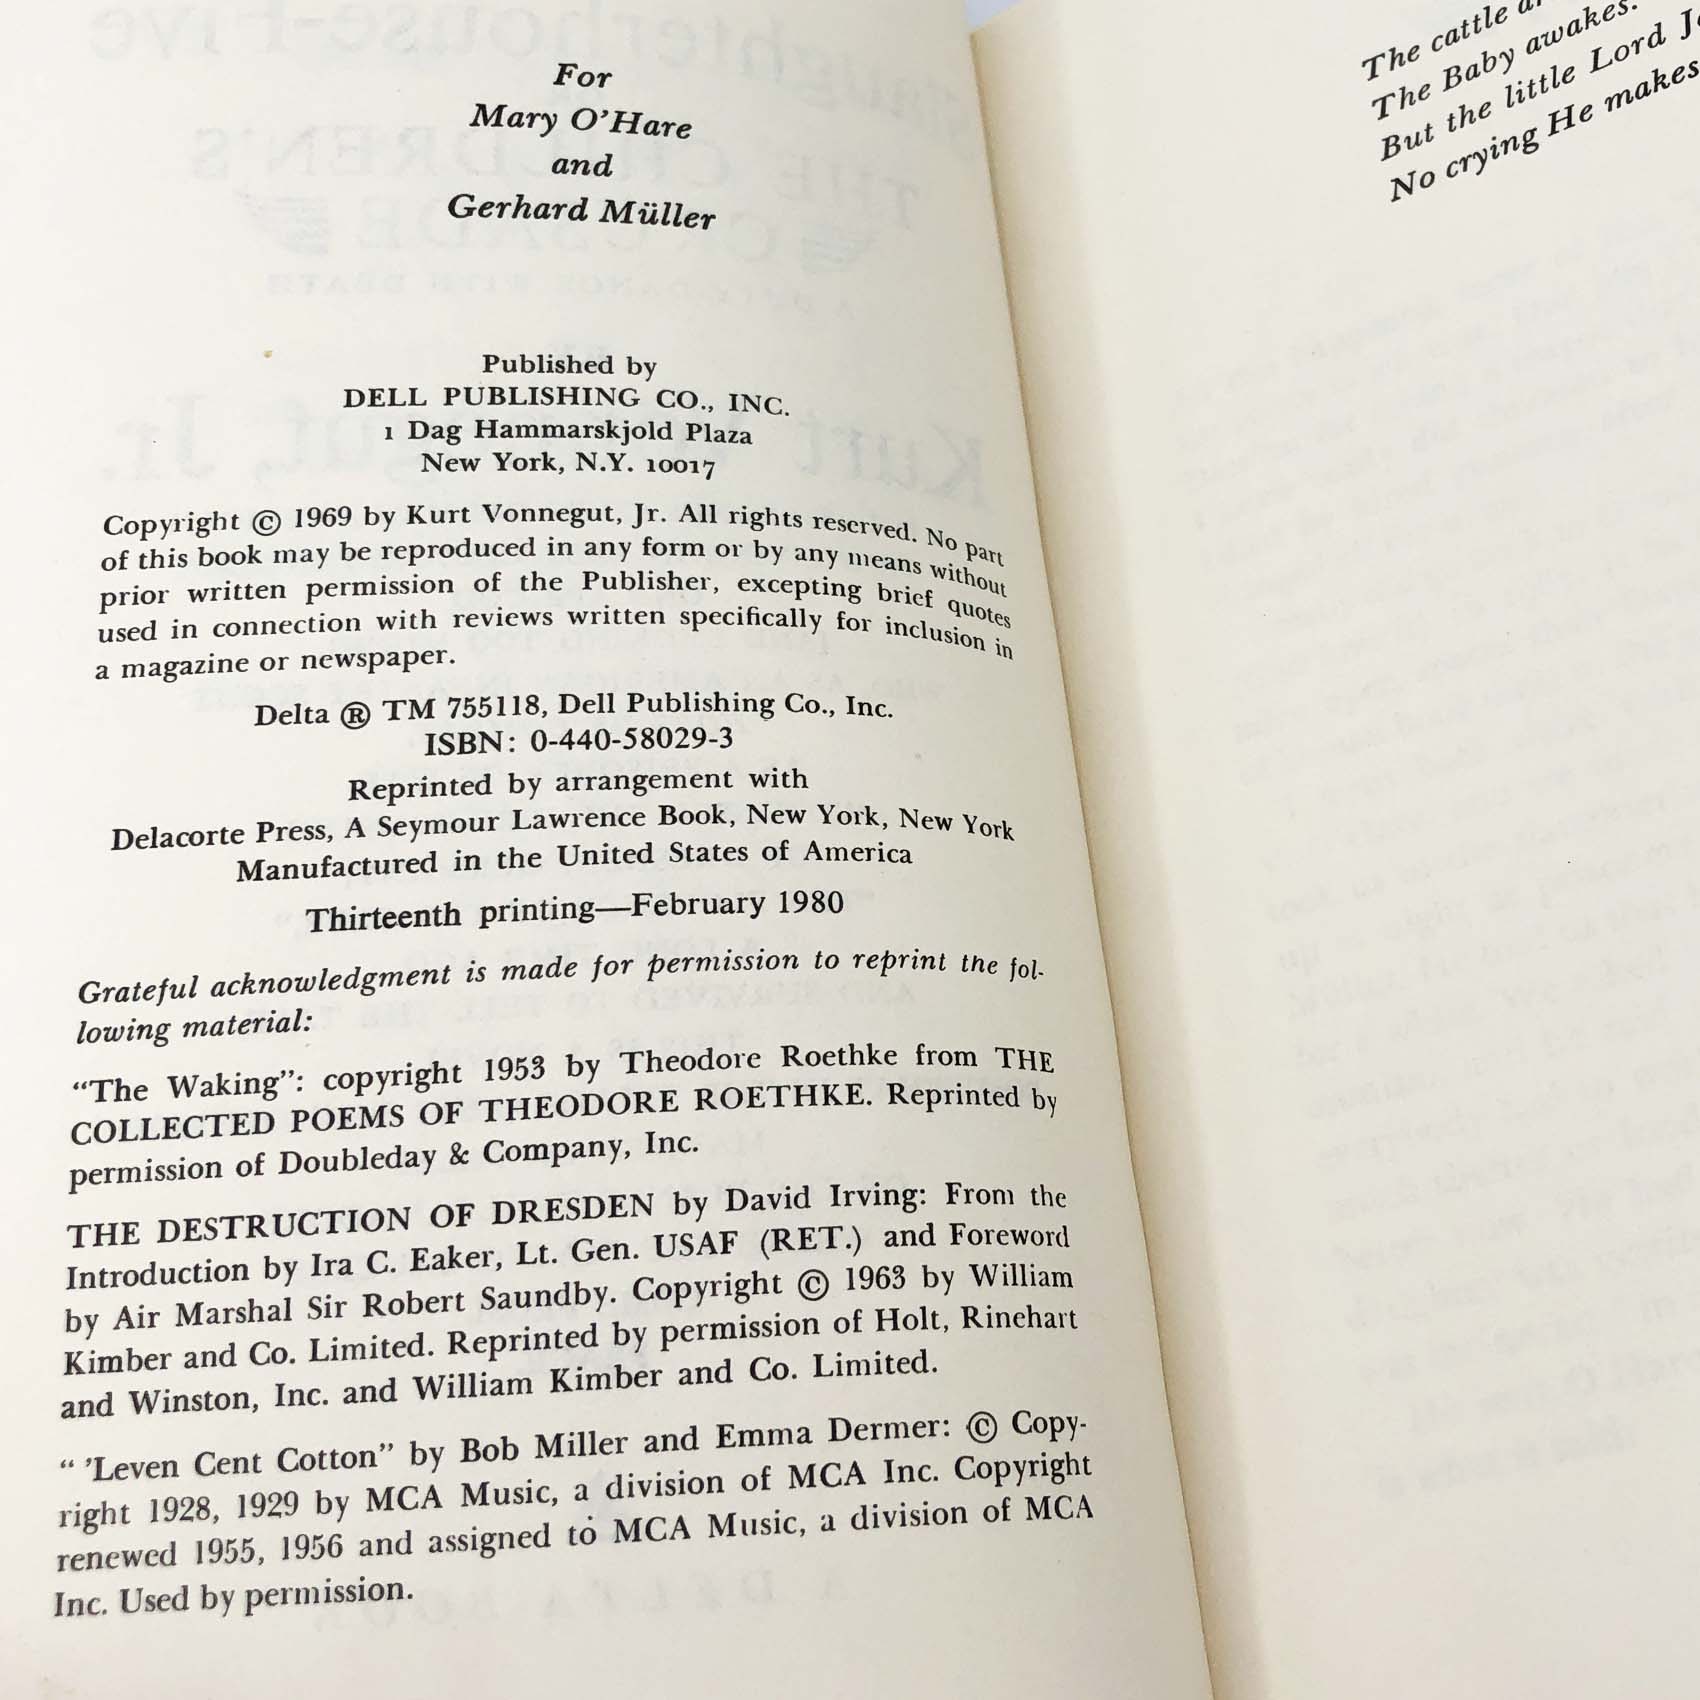 For
Mary O'Hare
and
Gerhard Müller
Published by
DELL PUBLISHING CO., INC.
1 Dag Hammarskjold Plaza
New York, N.Y. 10017
Copyright © 1969 by Kurt Vonnegut, Jr. All rights reserved. No part
of this book may be reproduced in any form or by any means without
prior written permission of the Publisher, excepting brief quotes
used in connection with reviews written specifically for inclusion in
a magazine or newspaper.
Delta ® TM 755118, Dell Publishing Co., Inc.
ISBN: 0-440-58029-3
Reprinted by arrangement with
Delacorte Press, A Seymour Lawrence Book, New York, New York
Manufactured in the United States of America
Thirteenth printing—February 1980
Grateful acknowledgment is made for permission to reprint the fol-
lowing material:
"The Waking": copyright 1953 by Theodore Roethke from THE
COLLECTED POEMS OF THEODORE ROETHKE. Reprinted by
permission of Doubleday & Company, Inc.
THE DESTRUCTION OF DRESDEN by David Irving: From the
Introduction by Ira C. Eaker, Lt. Gen. USAF (RET.) and Foreword
by Air Marshal Sir Robert Saundby. Copyright © 1963 by William
Kimber and Co. Limited. Reprinted by permission of Holt, Rinehart
and Winston, Inc. and William Kimber and Co. Limited.
" 'Leven Cent Cotton" by Bob Miller and Emma Dermer: © Copy-
right 1928, 1929 by MCA Music, a division of MCA Inc. Copyright
renewed 1955, 1956 and assigned to MCA Music, a division of MCA
Inc. Used by permission.
The cattle
The Baby awakes.
But the little Lord
No crying He makes